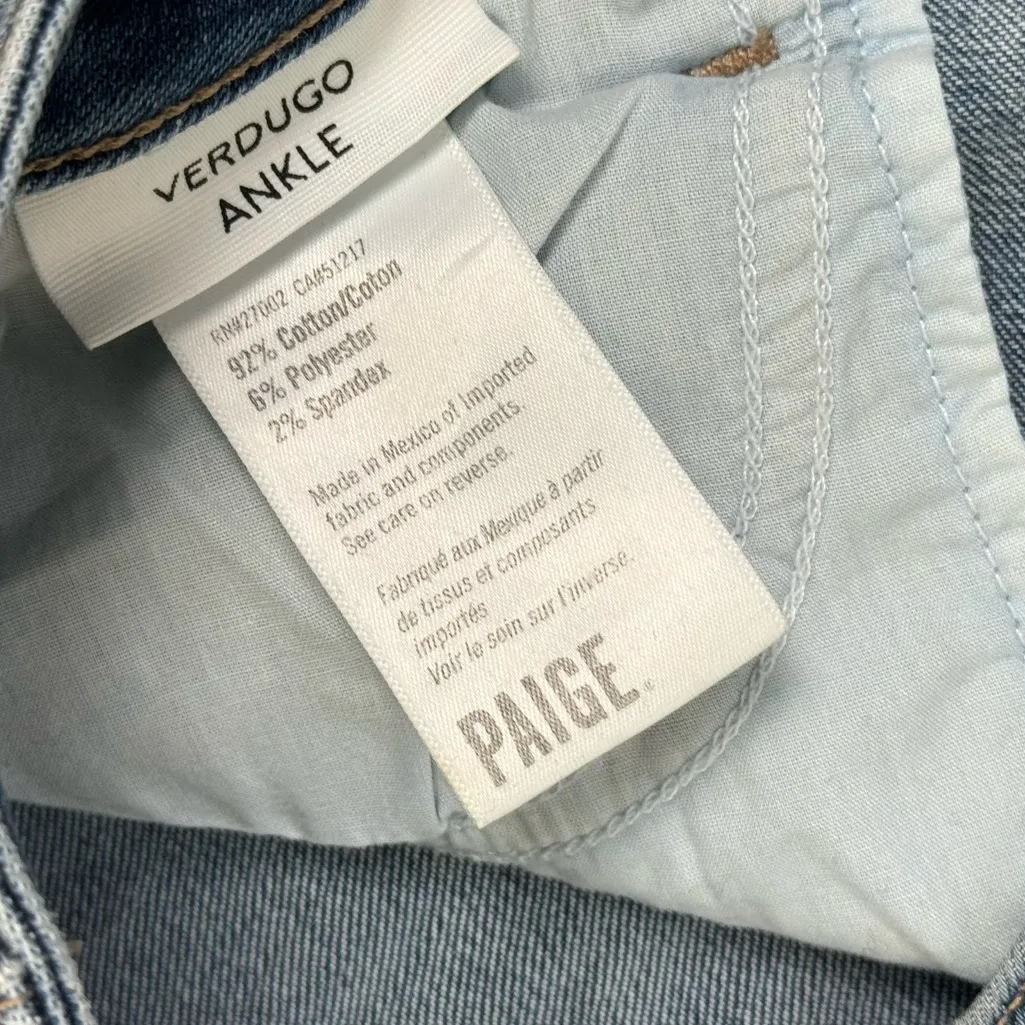 VERDUGO
ANKLE
RN#27002 CA#51217
92% Cotton/Coton
6% Polyester
2% Spandex
Made in Mexico of Imported
fabric and components.
See care on reverse.
Fabriqué aux Mexique à partir
de tissus et composants
importés
Voir le soin sur l'inverse.
PAIGE